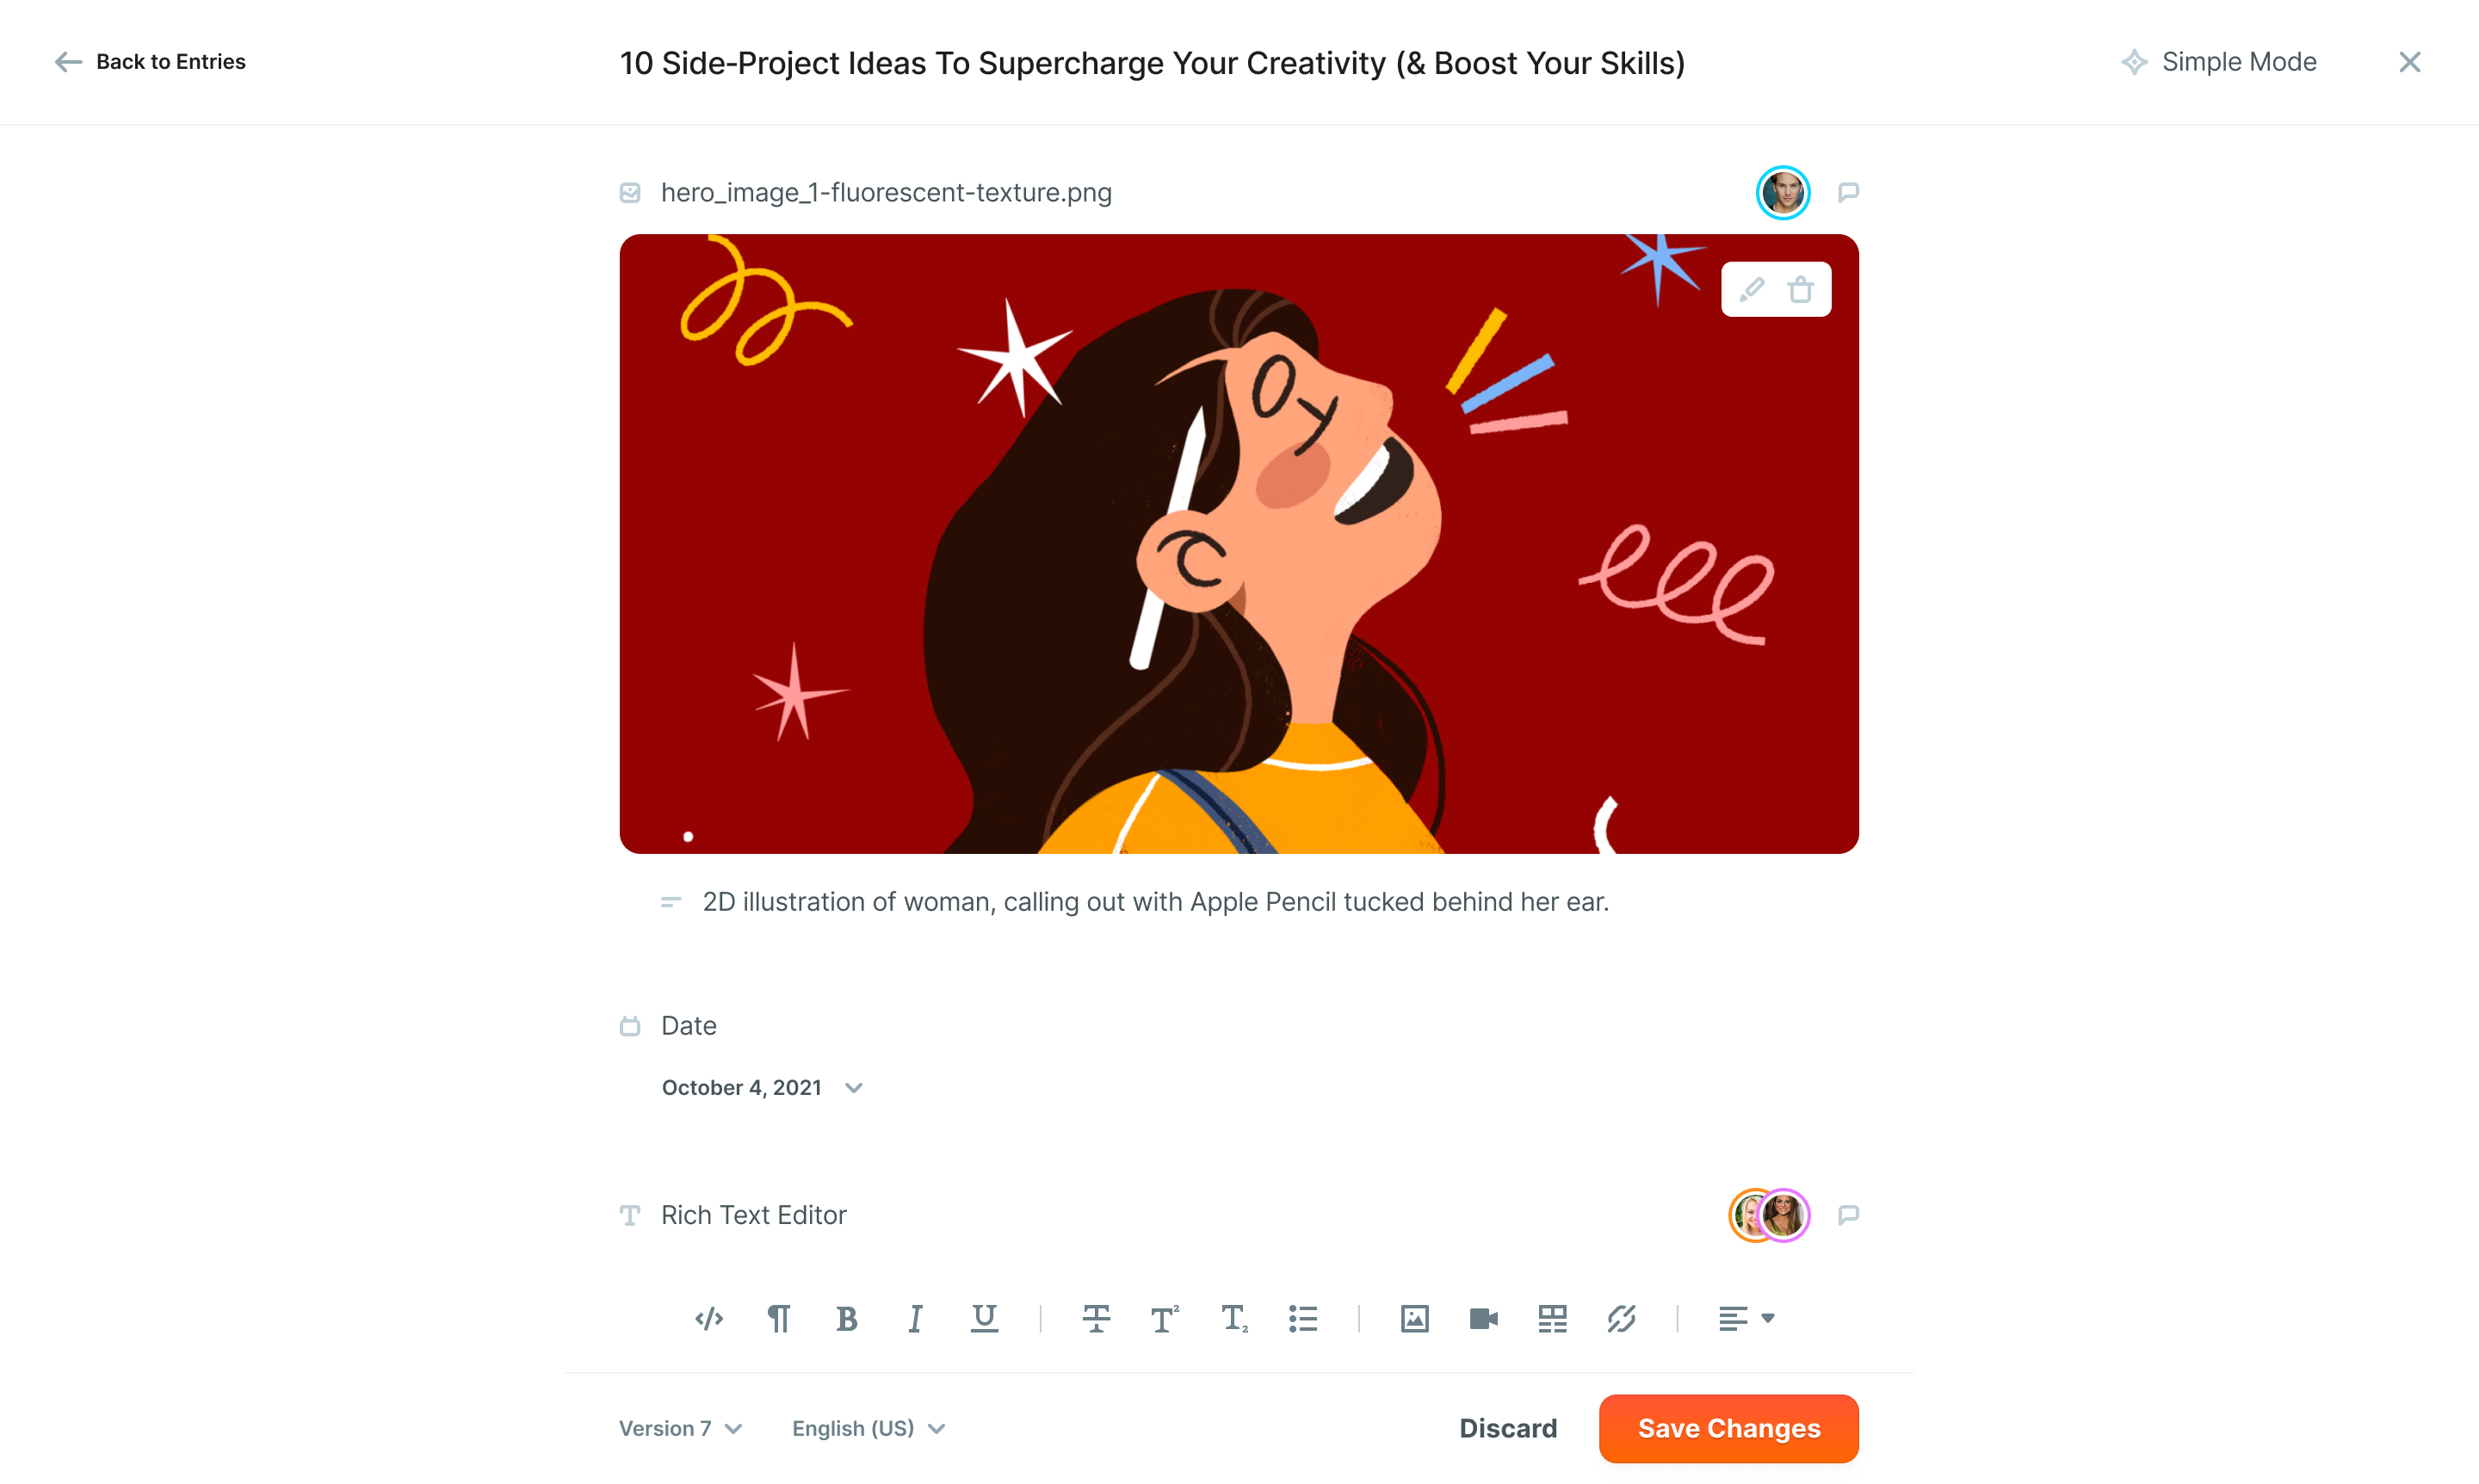 Back to Entries
10 Side-Project Ideas To Supercharge Your Creativity (& Boost Your Skills)
Simple Mode
hero_image_1-fluorescent-texture.png
2D illustration of woman, calling out with Apple Pencil tucked behind her ear.
Date
October 4, 2021
Rich Text Editor
Version 7
English (US)
Discard
Save Changes